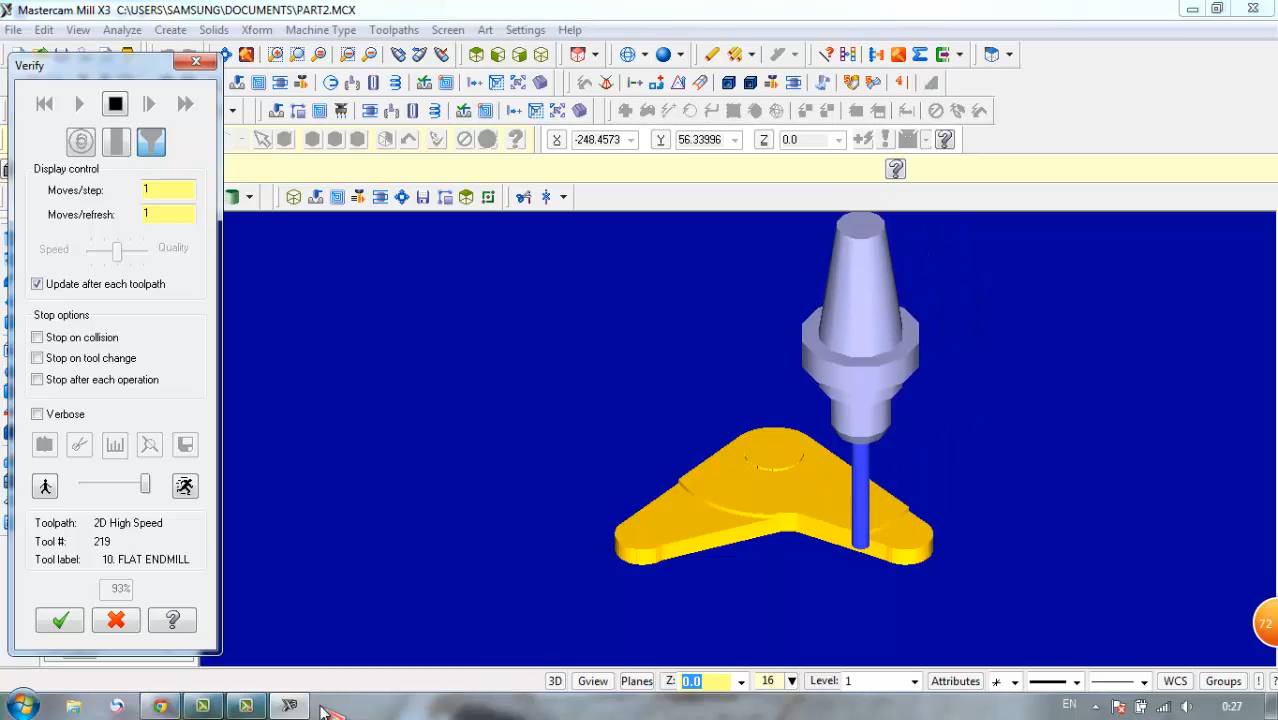 Mastercam Mill X3 C:\USERS\SAMSUNG\DOCUMENTS\PART2.MCX
File Edit View Analyze Create Solids Xform Machine Type Toolpaths Screen Art Settings Help
Verify
X -248.4573 Y 56.33996 Z 0.0
Display control
Moves/step: 1
Moves/refresh: 1
Speed Quality
Update after each toolpath
Stop options
Stop on collision
Stop on tool change
Stop after each operation
Verbose
Toolpath: 2D High Speed
Tool #: 219
Tool label: 10. FLAT ENDMILL
93%
72
3D Gview Planes Z: 0.0 16 Level: 1 Attributes WCS Groups
EN 0:27